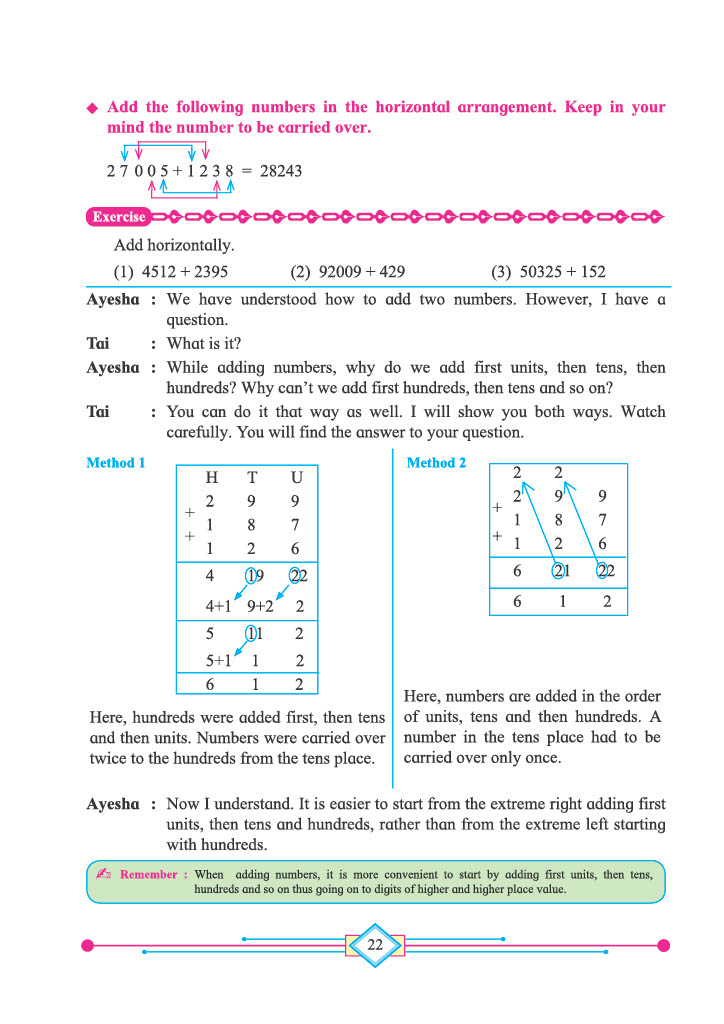 ◆ Add the following numbers in the horizontal arrangement. Keep in your
mind the number to be carried over.
2 7 0 0 5 + 1 2 3 8 = 28243
Exercise
Add horizontally.
(1) 4512 + 2395 (2) 92009 + 429 (3) 50325 + 152
Ayesha : We have understood how to add two numbers. However, I have a
question.
Tai : What is it?
Ayesha : While adding numbers, why do we add first units, then tens, then
hundreds? Why can’t we add first hundreds, then tens and so on?
Tai : You can do it that way as well. I will show you both ways. Watch
carefully. You will find the answer to your question.
Method 1
H T U
2 9 9
+
1 8 7
+
1 2 6
4 19 22
4+1 9+2 2
5 11 2
5+1 1 2
6 1 2
Here, hundreds were added first, then tens
and then units. Numbers were carried over
twice to the hundreds from the tens place.
Method 2
2 2
2 9 9
+
1 8 7
+
1 2 6
6 21 22
6 1 2
Here, numbers are added in the order
of units, tens and then hundreds. A
number in the tens place had to be
carried over only once.
Ayesha : Now I understand. It is easier to start from the extreme right adding first
units, then tens and hundreds, rather than from the extreme left starting
with hundreds.
✍ Remember : When adding numbers, it is more convenient to start by adding first units, then tens,
hundreds and so on thus going on to digits of higher and higher place value.
22